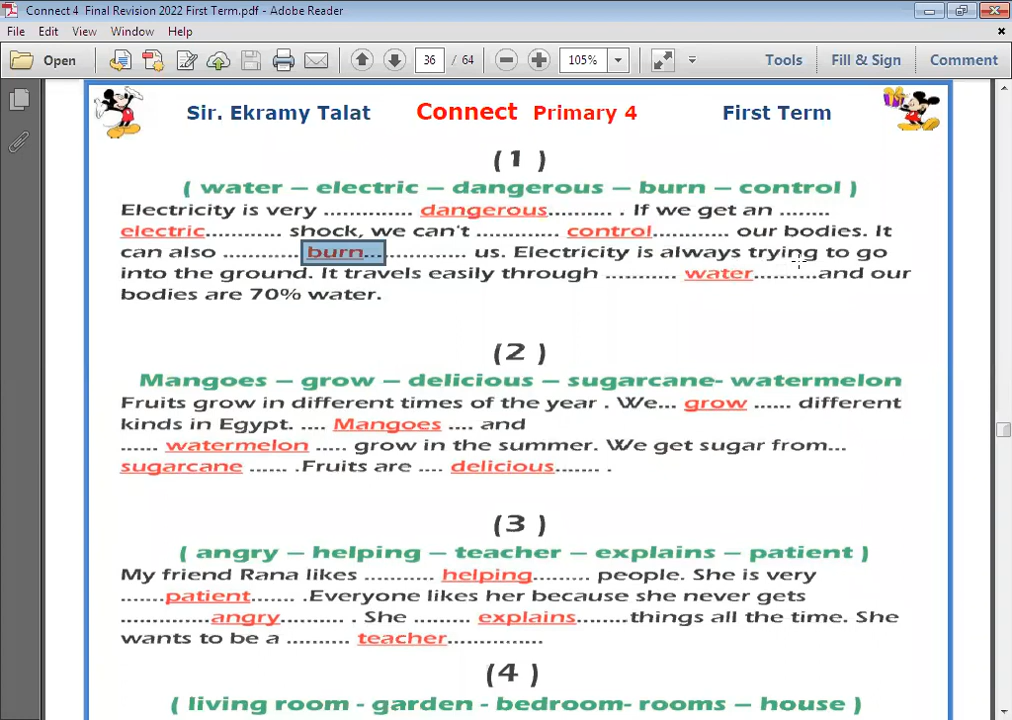 Connect 4  Final Revision 2022 First Term.pdf - Adobe Reader
File Edit View Window Help
Open 36 / 64 105% Tools Fill & Sign Comment
Sir. Ekramy Talat Connect Primary 4 First Term
(1 )
( water – electric – dangerous – burn – control )
Electricity is very .............. dangerous.......... . If we get an ........
electric............ shock, we can't ............ control............ our bodies. It
can also ............ burn.................. us. Electricity is always trying to go
into the ground. It travels easily through ........... water..........and our
bodies are 70% water.
(2 )
Mangoes – grow – delicious – sugarcane- watermelon
Fruits grow in different times of the year . We... grow ...... different
kinds in Egypt. .... Mangoes .... and
...... watermelon ..... grow in the summer. We get sugar from...
sugarcane ...... .Fruits are .... delicious....... .
(3 )
( angry – helping – teacher – explains – patient )
My friend Rana likes ........... helping......... people. She is very
.......patient....... .Everyone likes her because she never gets
..............angry........... . She ......... explains........things all the time. She
wants to be a .......... teacher...............
(4 )
( living room - garden - bedroom- rooms – house )